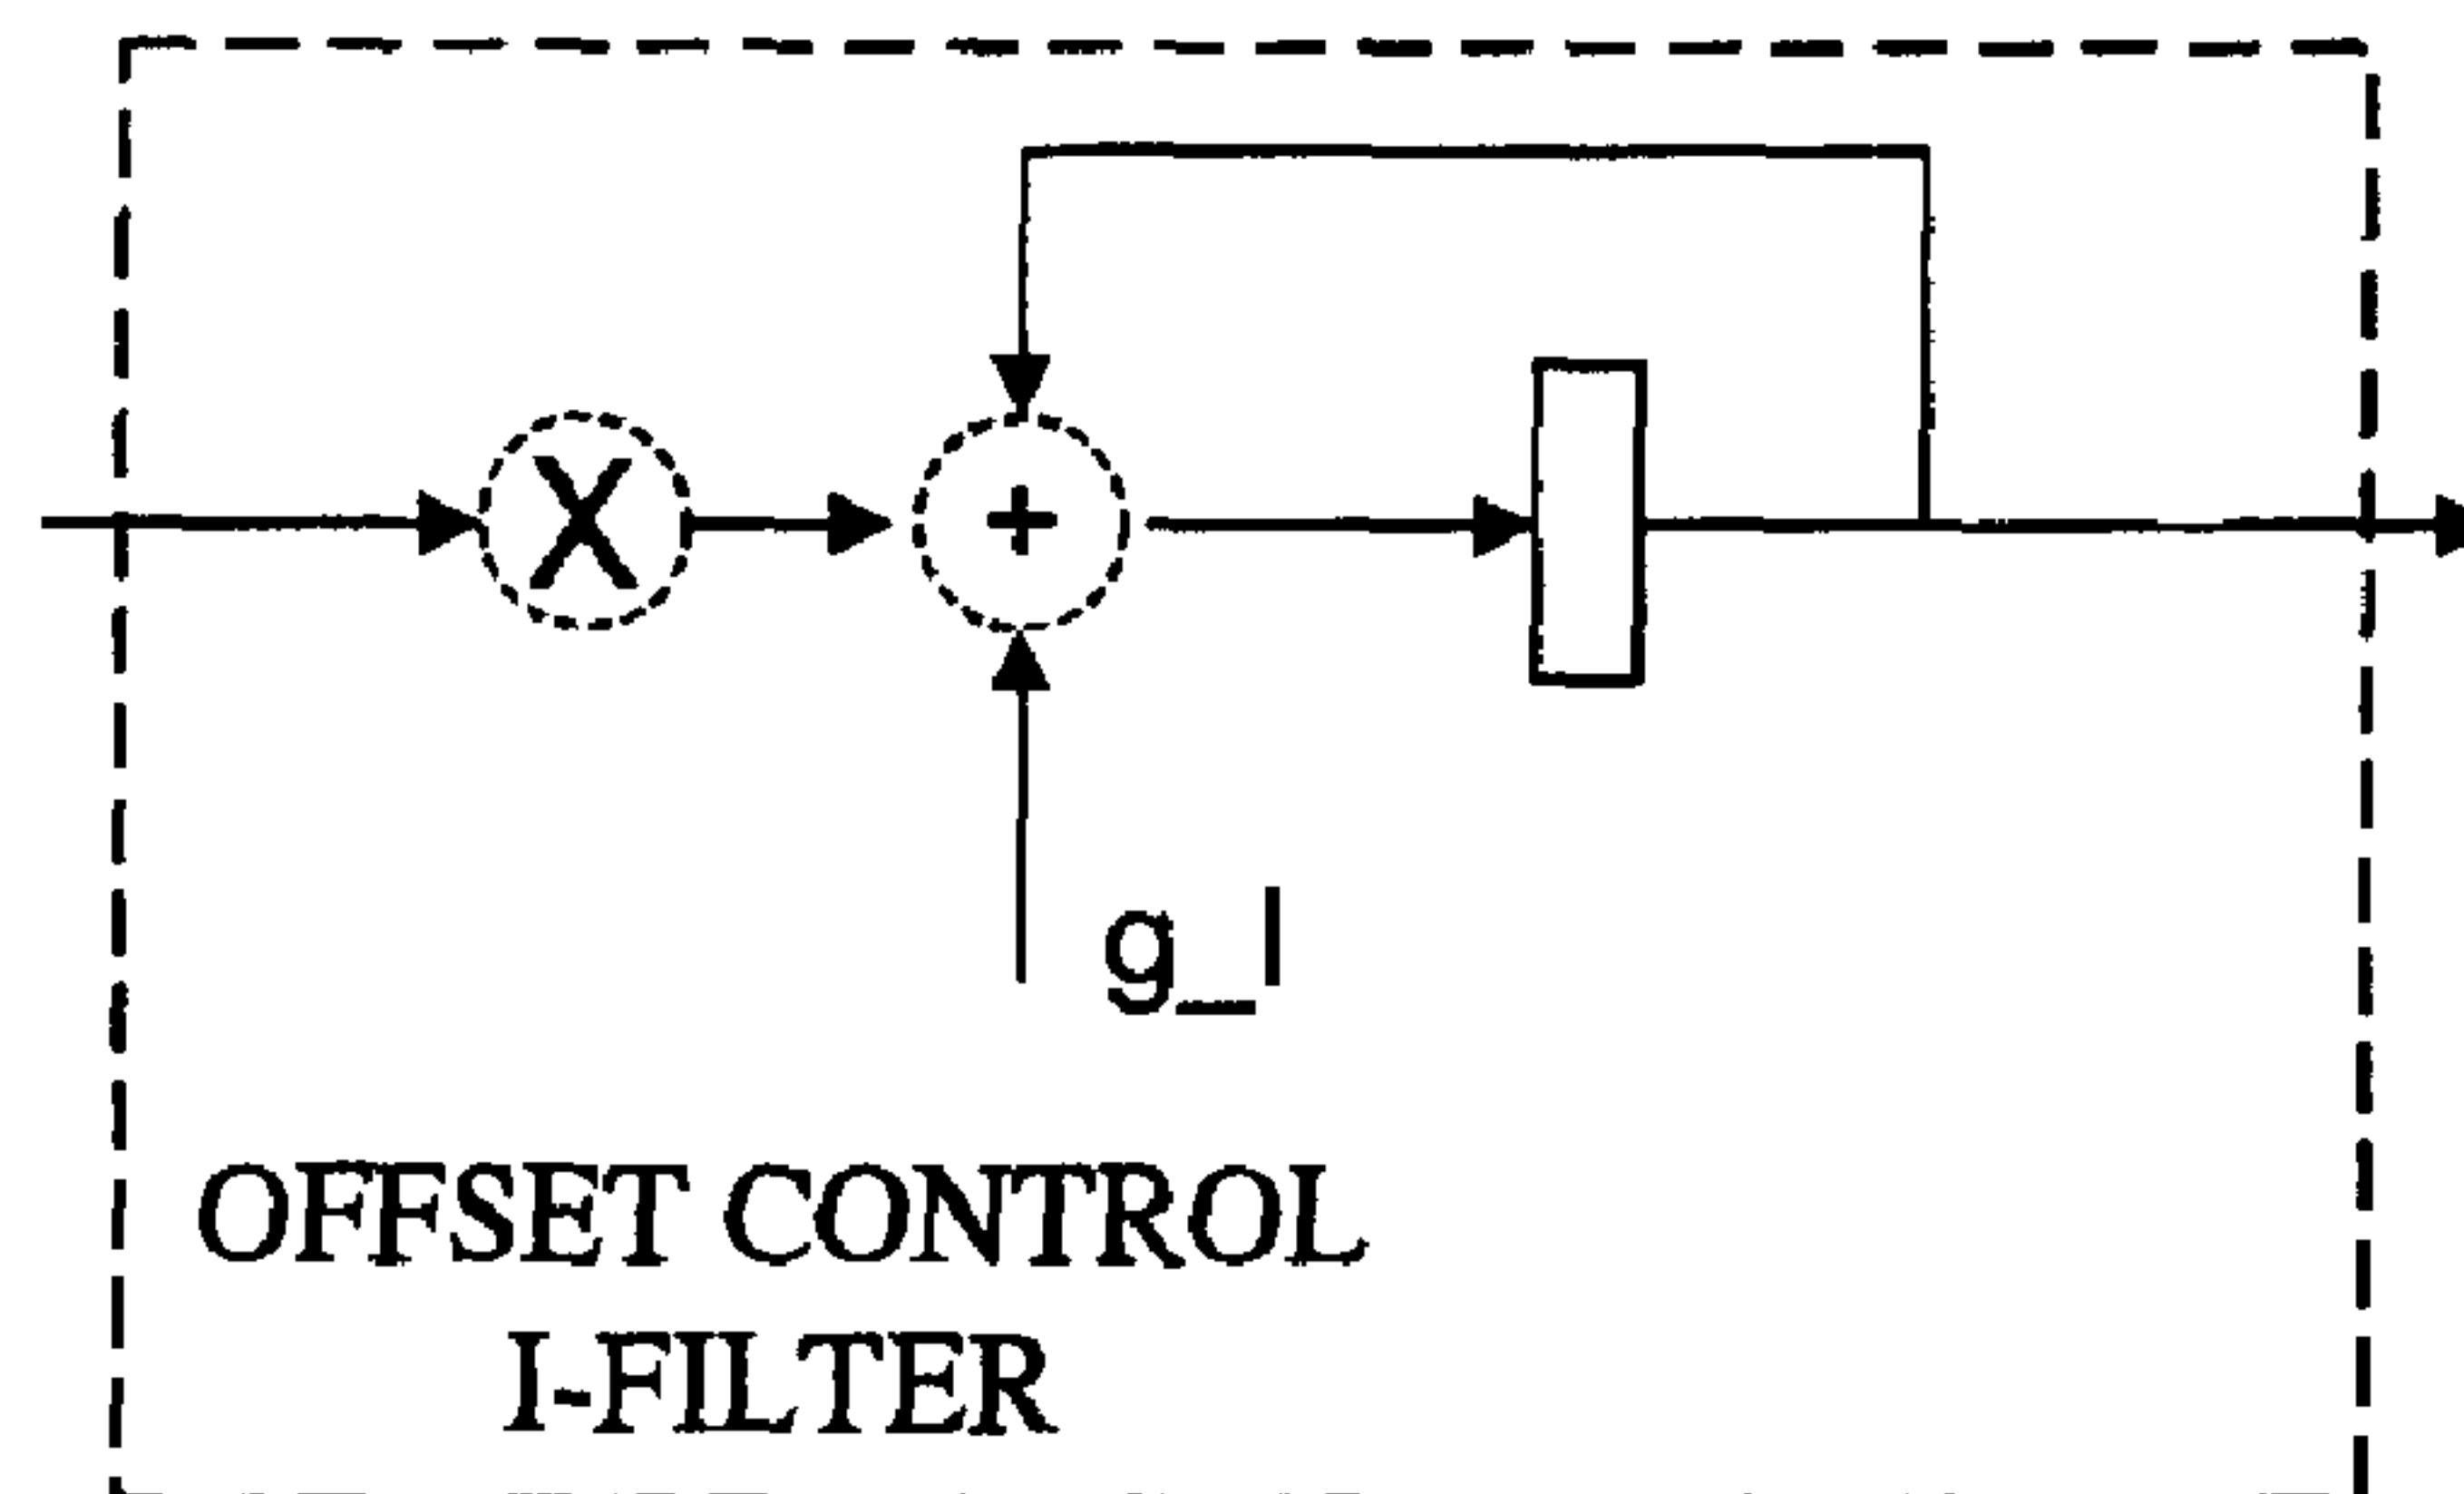 X
+
g_I
OFFSET CONTROL
I-FILTER